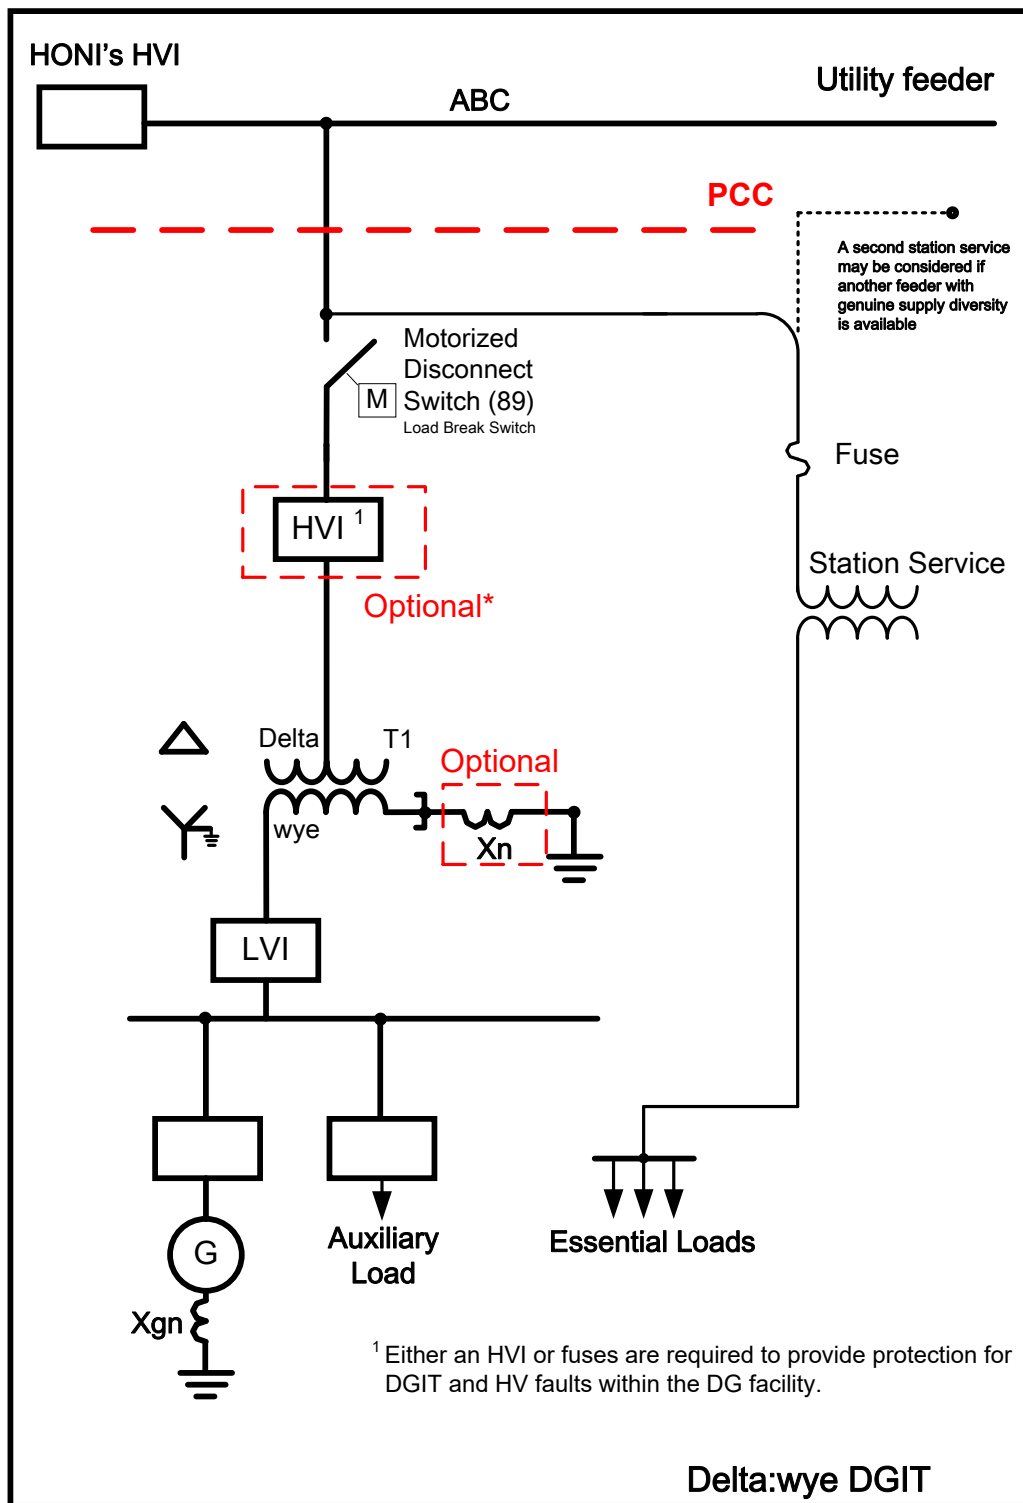 HONI's HVI
Utility feeder
ABC
PCC
A second station service
may be considered if
another feeder with
genuine supply diversity
is available
Motorized
Disconnect
Switch (89)
Load Break Switch
M
Fuse
HVI 1
Optional*
Station Service
Delta
T1
Optional
wye
Xn
LVI
G
Auxiliary
Load
Essential Loads
Xgn
1 Either an HVI or fuses are required to provide protection for
DGIT and HV faults within the DG facility.
Delta:wye DGIT